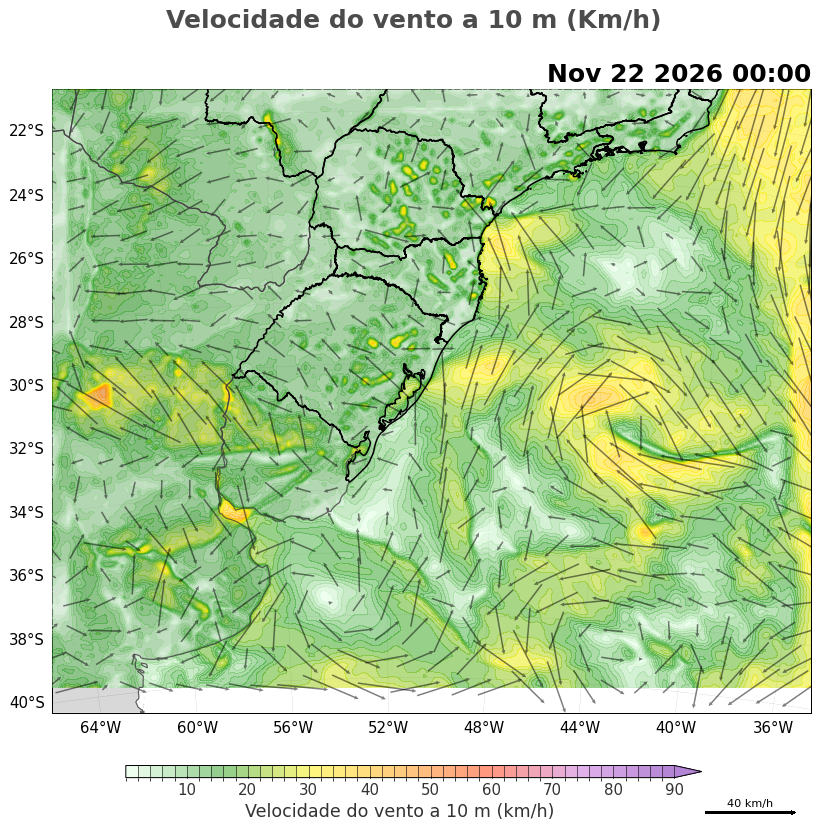 Velocidade do vento a 10 m (Km/h)
Nov 22 2026 00:00
22°S
24°S
26°S
28°S
30°S
32°S
34°S
36°S
38°S
40°S
64°W 60°W 56°W 52°W 48°W 44°W 40°W 36°W
10 20 30 40 50 60 70 80 90
Velocidade do vento a 10 m (km/h)
40 km/h